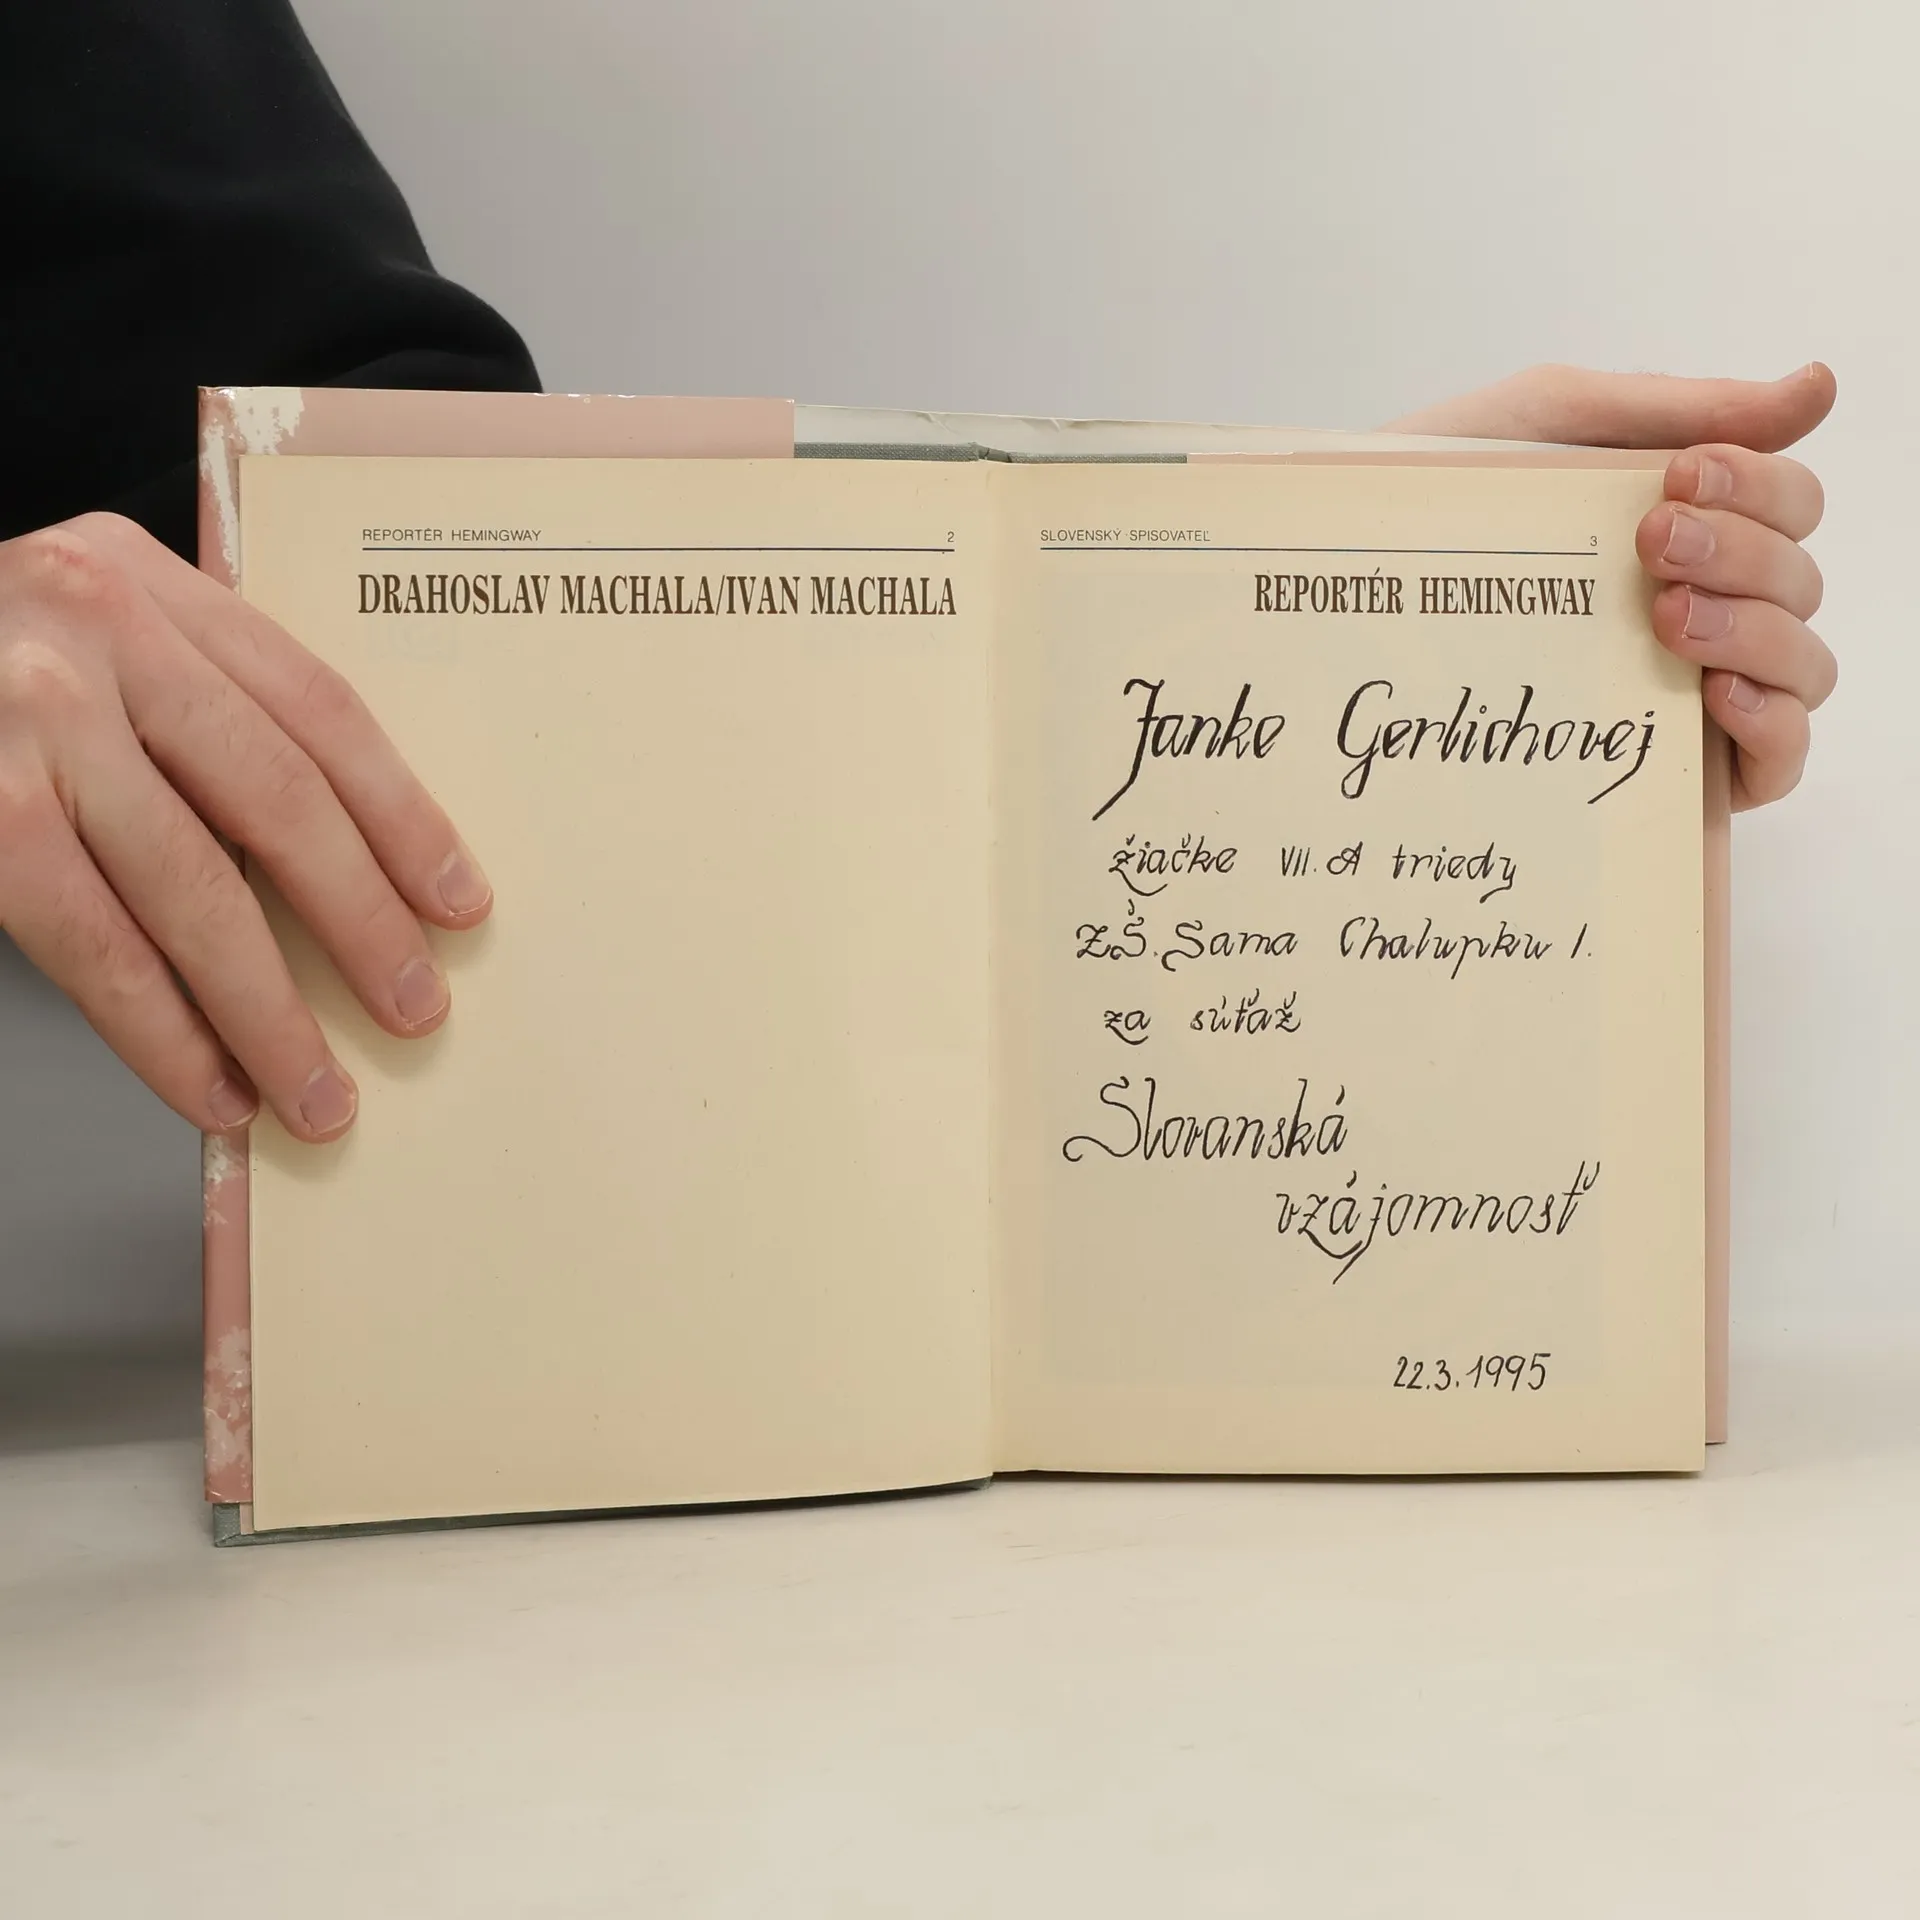 REPORTÉR HEMINGWAY 2
DRAHOSLAV MACHALA/IVAN MACHALA
SLOVENSKÝ SPISOVATEĽ 3
REPORTÉR HEMINGWAY
Janke Gerlichovej
žiačke VII. A triedy
ZŠ. Sama Chalupku 1.
za súťaž
Slovanská
vzájomnosť
22.3.1995